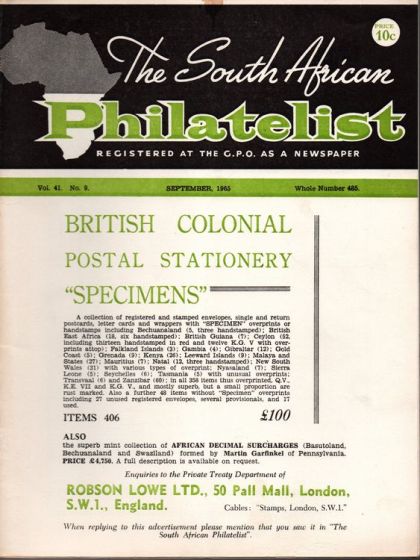 PRICE
10c
The South African
Philatelist
REGISTERED AT THE G.P.O. AS A NEWSPAPER
Vol. 41. No. 9. SEPTEMBER, 1965 Whole Number 485.
BRITISH COLONIAL
POSTAL STATIONERY
"SPECIMENS"
A collection of registered and stamped envelopes, single and return
postcards, letter cards and wrappers with "SPECIMEN" overprints or
handstamps including Bechuanaland (5, three handstamped); British
East Africa (18, six handstamped); British Guiana (7); Ceylon (52,
including thirteen handstamped in red and twelve K.G. V with over-
prints atop); Falkland Islands (3); Gambia (4); Gibraltar (12); Gold
Coast (5); Grenada (9); Kenya (26); Leeward Islands (9); Malaya and
States (27); Mauritius (7); Natal (12, three handstamped); New South
Wales (31) with various types of overprint; Nyasaland (7); Sierra
Leone (5); Seychelles (6); Tasmania (5) with unusual overprints;
Transvaal (6) and Zanzibar (40); in all 358 items thus overprinted, Q.V.,
K.E. VII and K.G. V., and mostly superb, but a small proportion are
rust marked. Also a further 48 items without "Specimen" overprints
including 27 unused registered envelopes, several provisionals, and 17
used.
ITEMS 406 £100
ALSO
the superb mint collection of AFRICAN DECIMAL SURCHARGES (Basutoland,
Bechuanaland and Swaziland) formed by Martin Garfinkel of Pennsylvania.
PRICE £4,750. A full description is available on request.
Enquiries to the Private Treaty Department of
ROBSON LOWE LTD., 50 Pall Mall, London,
S.W.1., England. Cables: "Stamps, London, S.W.1."
When replying to this advertisement please mention that you saw it in "The
South African Philatelist".